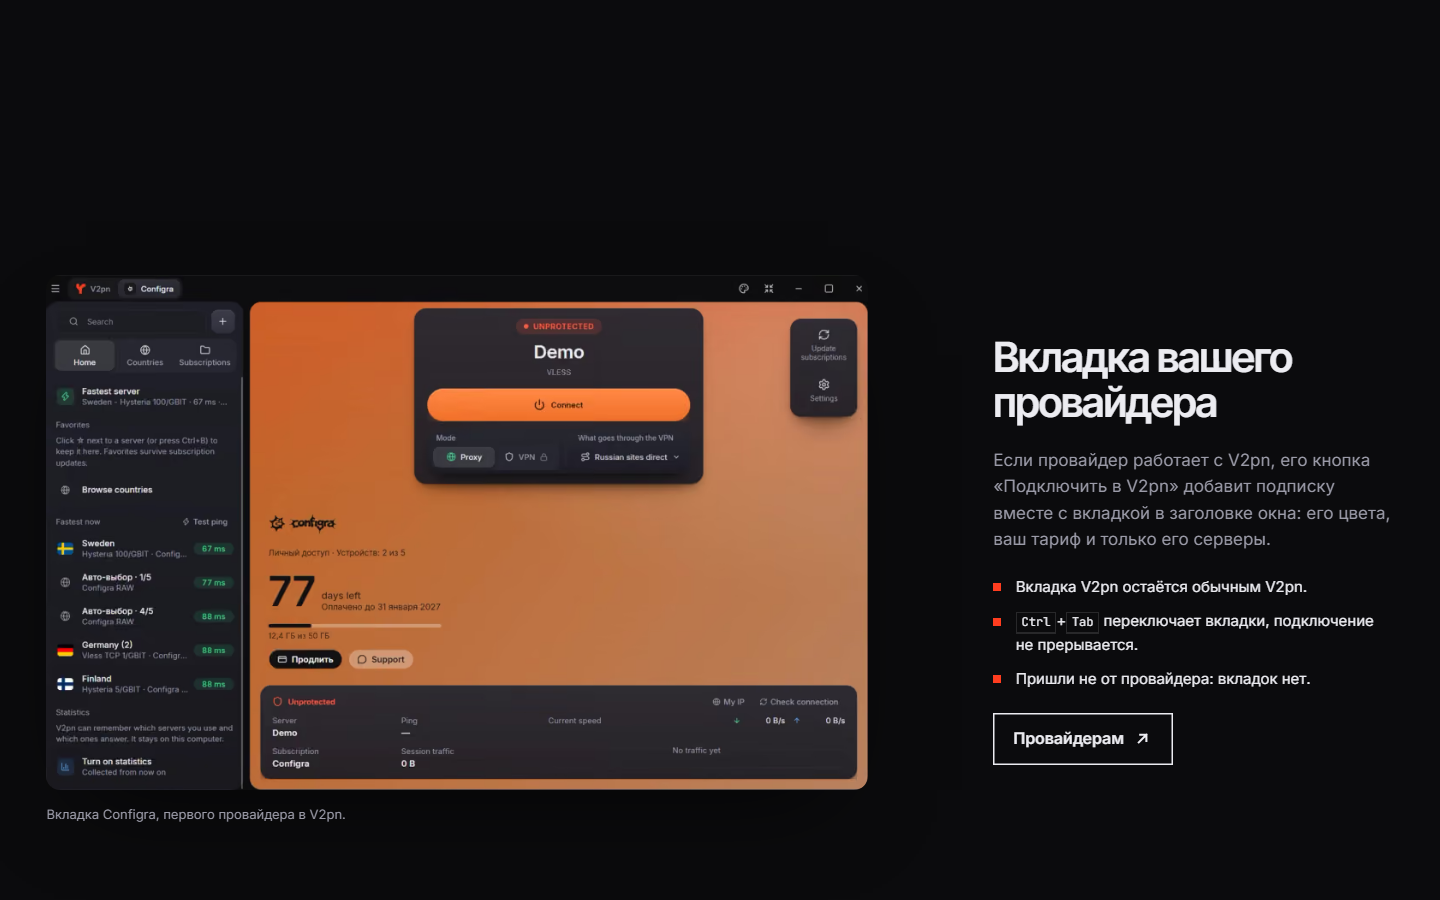 V2pn
Configra
Search
Home
Countries
Subscriptions
Fastest server
Sweden - Hysteria 100/GBIT · 67 ms ·...
Favorites
Click ☆ next to a server (or press Ctrl+B) to
keep it here. Favorites survive subscription
updates.
Browse countries
Fastest now
Test ping
Sweden
Hysteria 100/GBIT · Config...
67 ms
Авто-выбор · 1/5
Configra RAW
77 ms
Авто-выбор · 4/5
Configra RAW
88 ms
Germany (2)
Vless TCP 1/GBIT · Configr...
88 ms
Finland
Hysteria 5/GBIT · Configra ...
88 ms
Statistics
V2pn can remember which servers you use and
which ones answer. It stays on this computer.
Turn on statistics
Collected from now on
UNPROTECTED
Demo
VLESS
Connect
Mode
What goes through the VPN
Proxy
VPN
Russian sites direct
Update
subscriptions
Settings
configra
Личный доступ · Устройств: 2 из 5
77 days left
Оплачено до 31 января 2027
12,4 ГБ из 50 ГБ
Продлить
Support
Unprotected
My IP
Check connection
Server
Demo
Ping
—
Current speed
0 B/s
0 B/s
Subscription
Configra
Session traffic
0 B
No traffic yet
Вкладка Configra, первого провайдера в V2pn.
Вкладка вашего
провайдера
Если провайдер работает с V2pn, его кнопка
«Подключить в V2pn» добавит подписку
вместе с вкладкой в заголовке окна: его цвета,
ваш тариф и только его серверы.
Вкладка V2pn остаётся обычным V2pn.
Ctrl + Tab переключает вкладки, подключение
не прерывается.
Пришли не от провайдера: вкладок нет.
Провайдерам